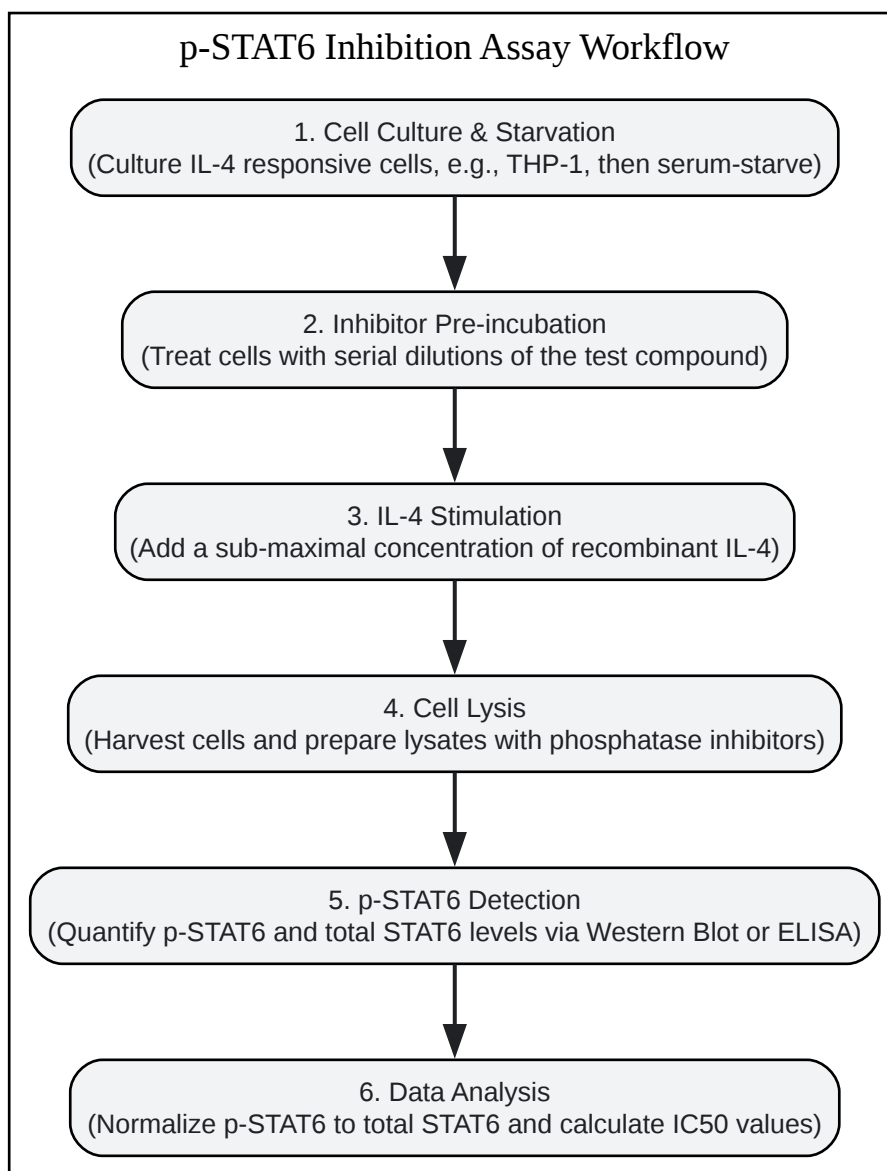 p-STAT6 Inhibition Assay Workflow
1. Cell Culture & Starvation
(Culture IL-4 responsive cells, e.g., THP-1, then serum-starve)
2. Inhibitor Pre-incubation
(Treat cells with serial dilutions of the test compound)
3. IL-4 Stimulation
(Add a sub-maximal concentration of recombinant IL-4)
4. Cell Lysis
(Harvest cells and prepare lysates with phosphatase inhibitors)
5. p-STAT6 Detection
(Quantify p-STAT6 and total STAT6 levels via Western Blot or ELISA)
6. Data Analysis
(Normalize p-STAT6 to total STAT6 and calculate IC50 values)